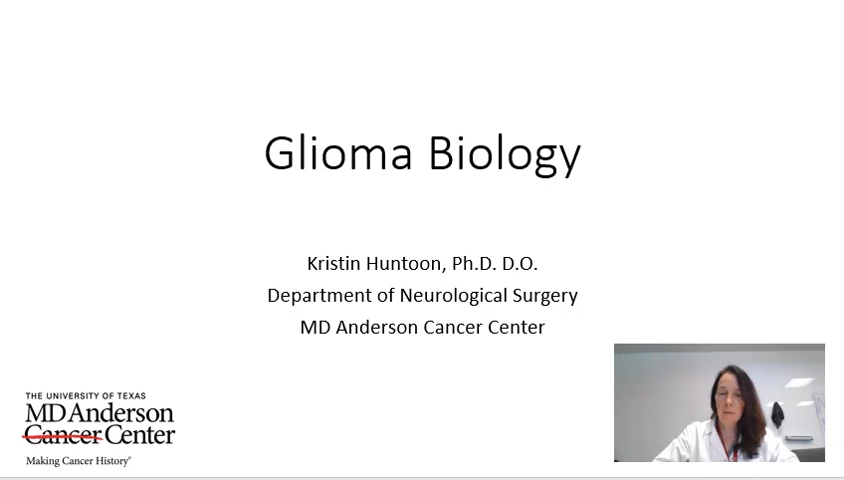 Glioma Biology
Kristin Huntoon, Ph.D. D.O.
Department of Neurological Surgery
MD Anderson Cancer Center
THE UNIVERSITY OF TEXAS
MD Anderson
Cancer Center
Making Cancer History®